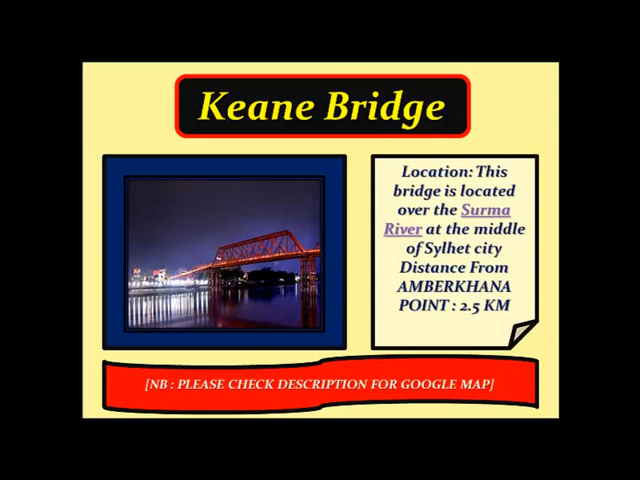 Keane Bridge
Location: This
bridge is located
over the Surma
River at the middle
of Sylhet city
Distance From
AMBERKHANA
POINT : 2.5 KM
[NB : PLEASE CHECK DESCRIPTION FOR GOOGLE MAP]